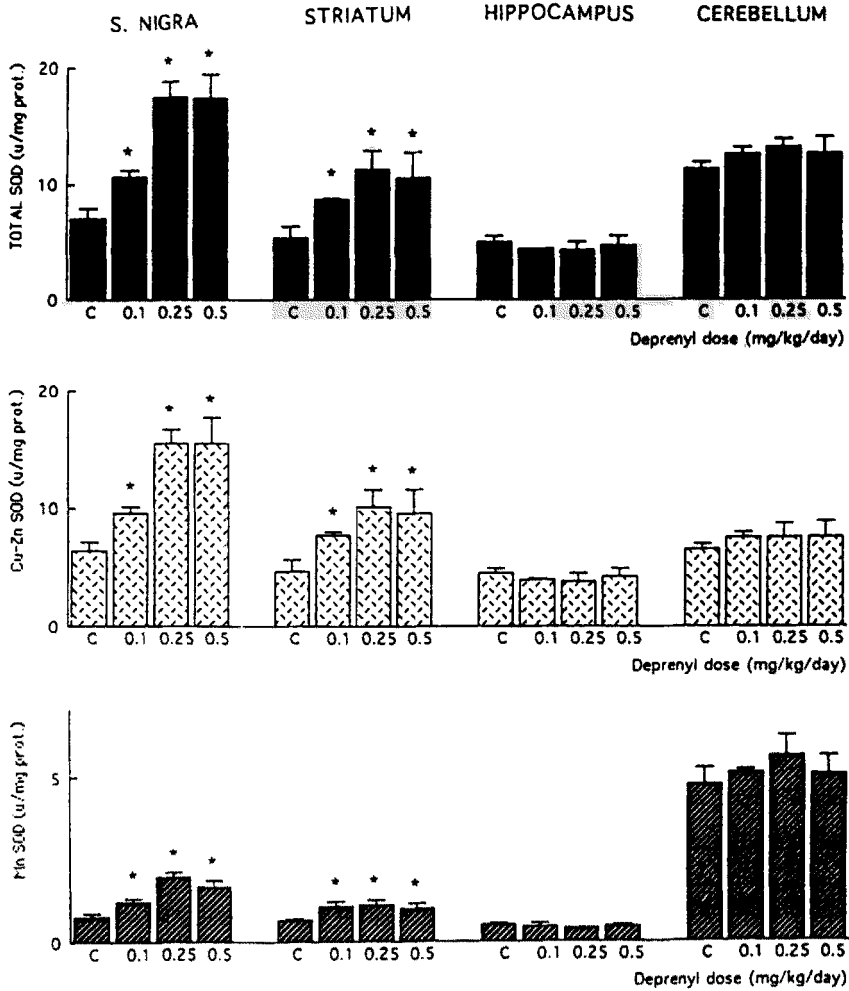 S. NIGRA STRIATUM HIPPOCAMPUS CEREBELLUM
TOTAL SOD (u/mg prot.)
20
10
0
* * * * * *
C 0.1 0.25 0.5 C 0.1 0.25 0.5 C 0.1 0.25 0.5 C 0.1 0.25 0.5
Deprenyl dose (mg/kg/day)
Cu-Zn SOD (u/mg prot.)
20
10
0
* * * * * *
C 0.1 0.25 0.5 C 0.1 0.25 0.5 C 0.1 0.25 0.5 C 0.1 0.25 0.5
Deprenyl dose (mg/kg/day)
Mn SOD (u/mg prot.)
5
0
* * * * * *
C 0.1 0.25 0.5 C 0.1 0.25 0.5 C 0.1 0.25 0.5 C 0.1 0.25 0.5
Deprenyl dose (mg/kg/day)